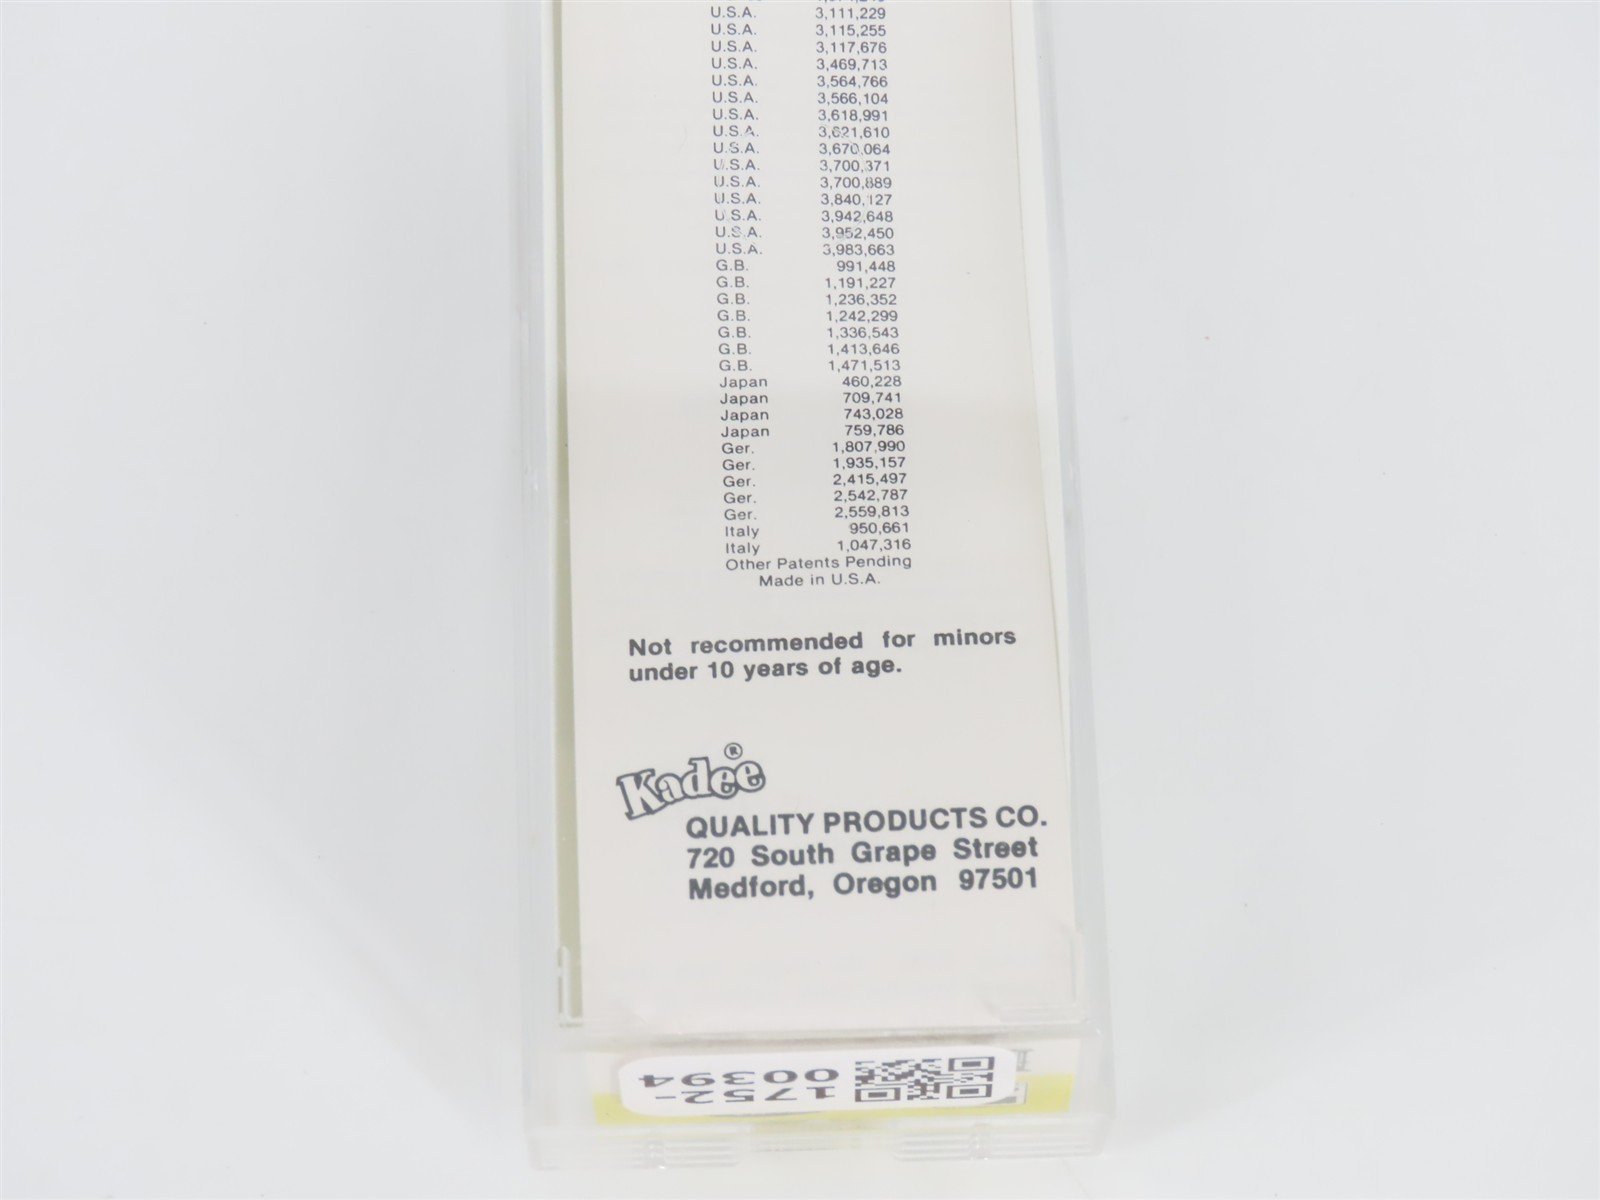 U.S.A. 3,111,229
U.S.A. 3,115,255
U.S.A. 3,117,676
U.S.A. 3,469,713
U.S.A. 3,564,766
U.S.A. 3,566,104
U.S.A. 3,618,991
U.S.A. 3,621,610
U.S.A. 3,670,064
U.S.A. 3,700,371
U.S.A. 3,700,889
U.S.A. 3,840,127
U.S.A. 3,942,648
U.S.A. 3,952,450
U.S.A. 3,983,663
G.B. 991,448
G.B. 1,191,227
G.B. 1,236,352
G.B. 1,242,299
G.B. 1,336,543
G.B. 1,413,646
G.B. 1,471,513
Japan 460,228
Japan 709,741
Japan 743,028
Japan 759,786
Ger. 1,807,990
Ger. 1,935,157
Ger. 2,415,497
Ger. 2,542,787
Ger. 2,559,813
Italy 950,661
Italy 1,047,316
Other Patents Pending
Made in U.S.A.
Not recommended for minors
under 10 years of age.
Kadee®
QUALITY PRODUCTS CO.
720 South Grape Street
Medford, Oregon 97501
1752-
00394